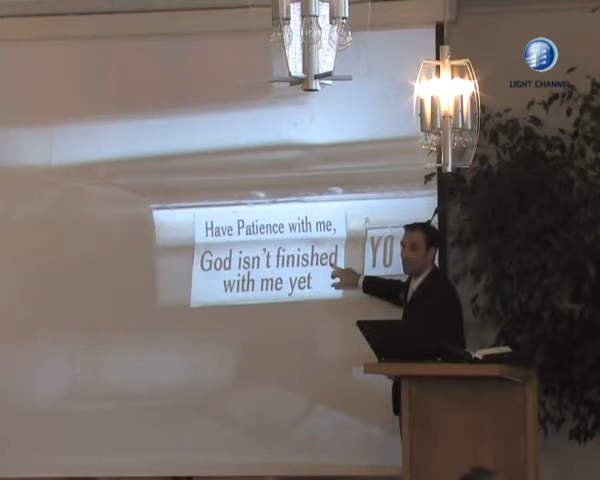 LIGHT CHANNEL
Have Patience with me,
God isn't finished
with me yet
YO